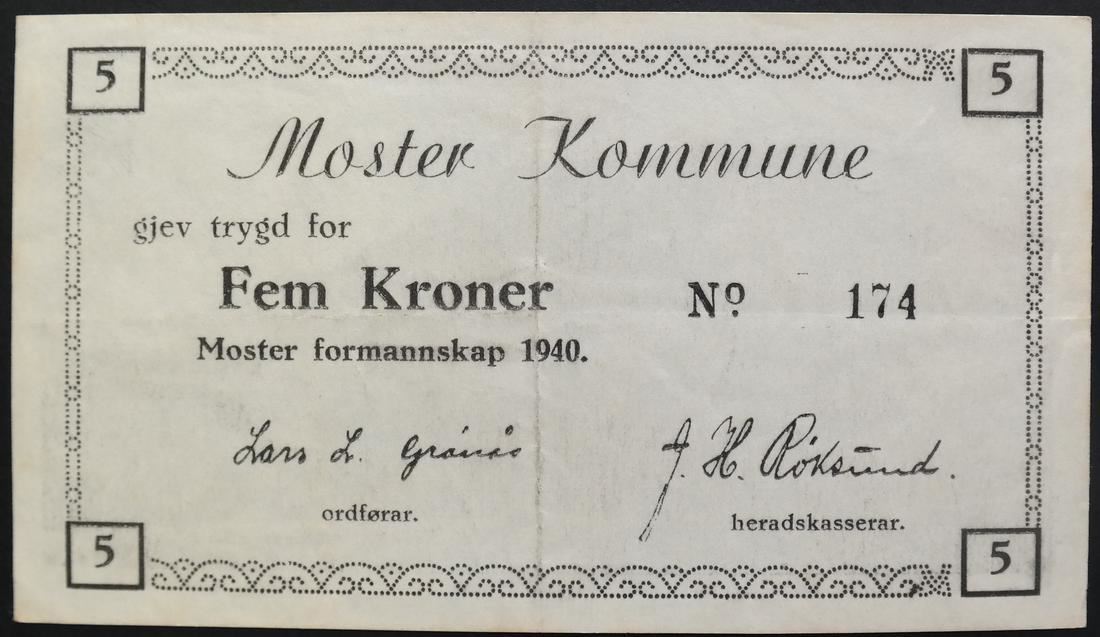 5 5
Moster Kommune
gjev trygd for
Fem Kroner
Nº 174
Moster formannskap 1940.
Lars L. Grånås
J. H. Røksund.
ordførar.
heradskasserar.
5 5